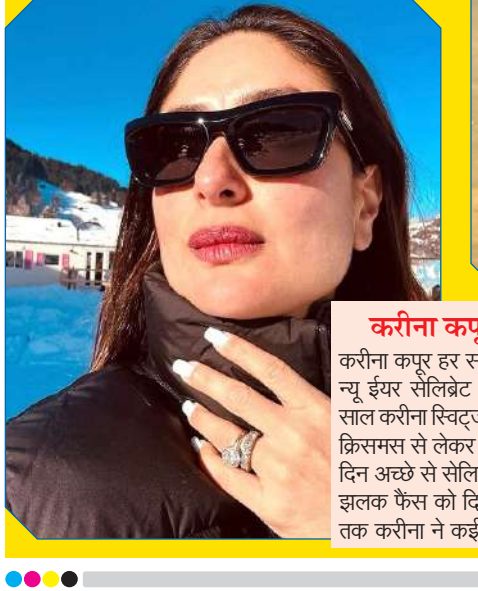 करीना कपू
करीना कपूर हर स
न्यू ईयर सेलिब्रेट
साल करीना स्विट्ज
क्रिसमस से लेकर
दिन अच्छे से सेलि
झलक फैंस को दि
तक करीना ने कई